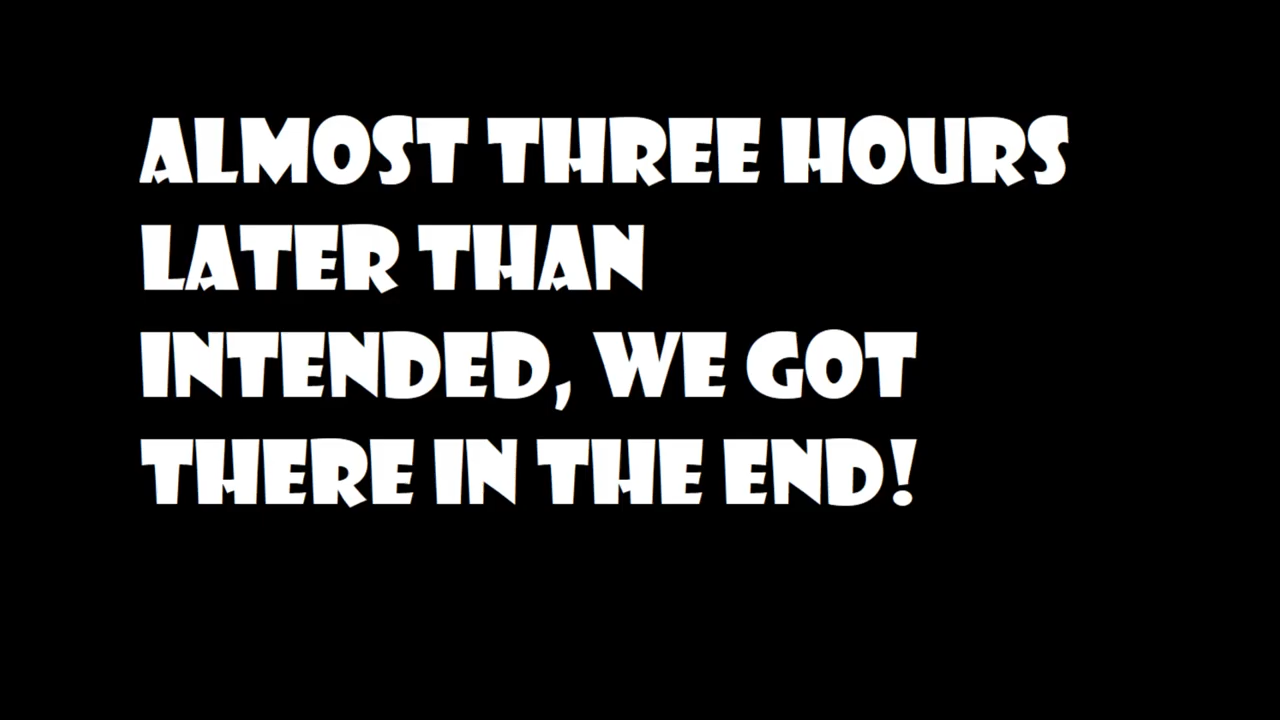 ALMOST THREE HOURS
LATER THAN
INTENDED, WE GOT
THERE IN THE END!